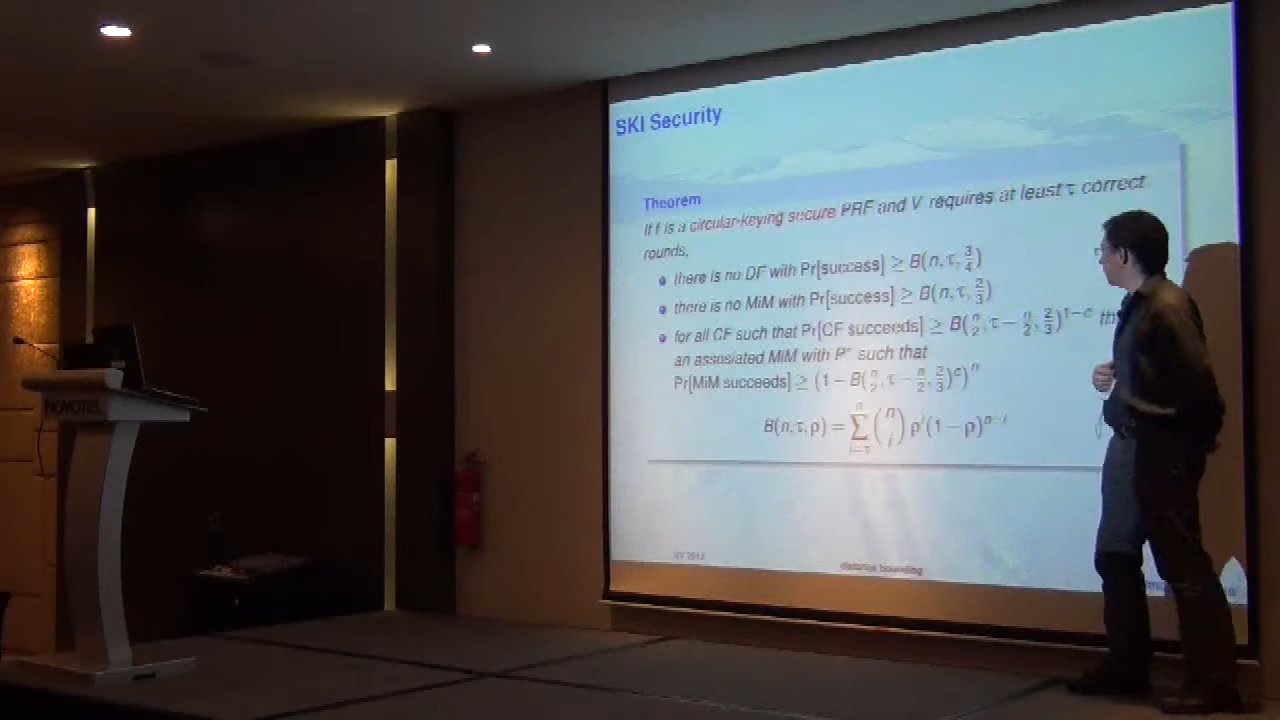 SKI Security
Theorem
If f is a circular-keying secure PRF and V requires at least τ correct
rounds,
there is no DF with Pr[success] ≥ B(n, τ, 3/4)
there is no MiM with Pr[success] ≥ B(n, τ, 2/3)
for all CF such that Pr[CF succeeds] ≥ B(n/2, τ − n/2, 2/3)^{1−c}
an assosiated MiM with P* such that
Pr[MiM succeeds] ≥ (1 − B(n/2, τ − n/2, 2/3)^c)^n
B(n, τ, ρ) = ∑_{i=τ}^{n} (n i) ρ^i (1 − ρ)^{n−i}
distance bounding
NOVOTEL